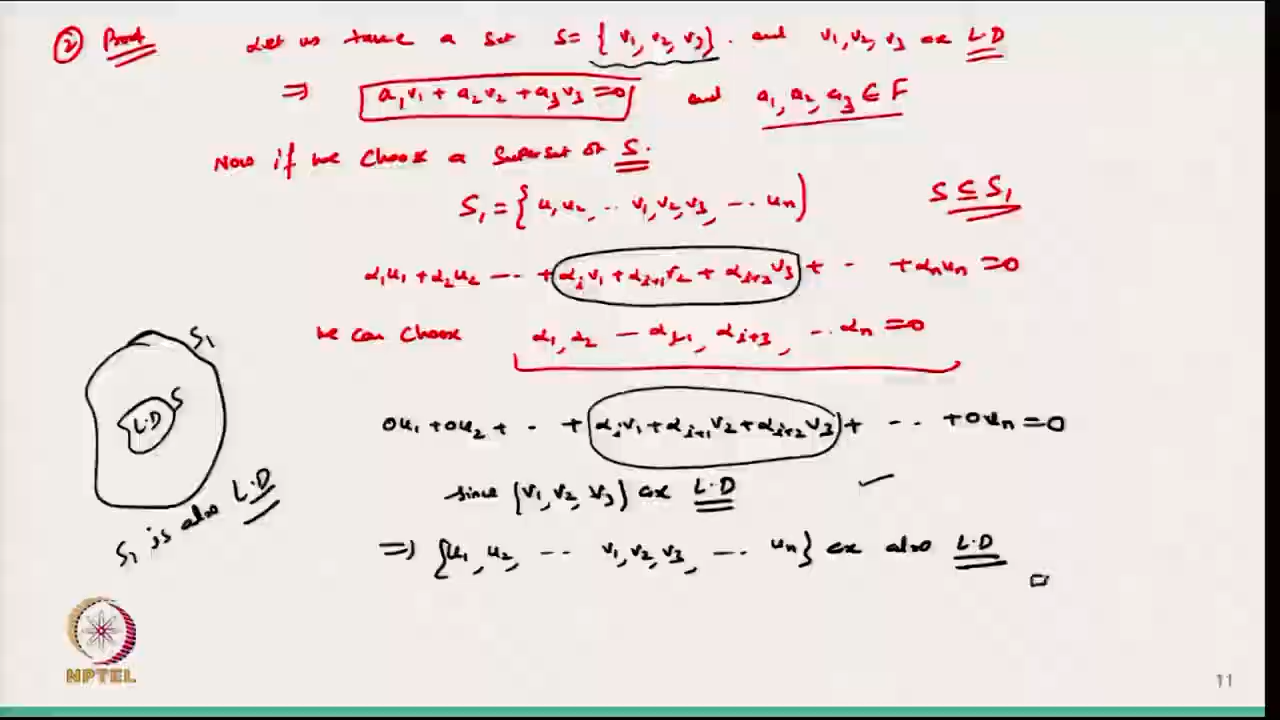 ② Proof Let us take a set S = { v₁, v₂, v₃ }. and v₁, v₂, v₃ are L.D
⇒ a₁v₁ + a₂v₂ + a₃v₃ = 0 and a₁, a₂, a₃ ∈ F
Now if we choose a superset of S.
S₁ = { u₁ u₂, .. v₁, v₂, v₃, -.. uₙ } S ⊆ S₁
α₁u₁ + α₂u₂ -.. + αᵢv₁ + αᵢ₊₁v₂ + αᵢ₊₂v₃ + .. + αₙuₙ = 0
We can choose α₁, α₂ — αᵢ₋₁, αᵢ₊₃, -.. αₙ = 0
S₁
S
L.D
S₁ is also L.D
0u₁ + 0u₂ + .. + αᵢv₁ + αᵢ₊₁v₂ + αᵢ₊₂v₃ + -.. + 0uₙ = 0
since {v₁, v₂, v₃} are L.D ✓
⇒ {u₁, u₂, -.. v₁, v₂, v₃, -.. uₙ} are also L.D
NPTEL
11